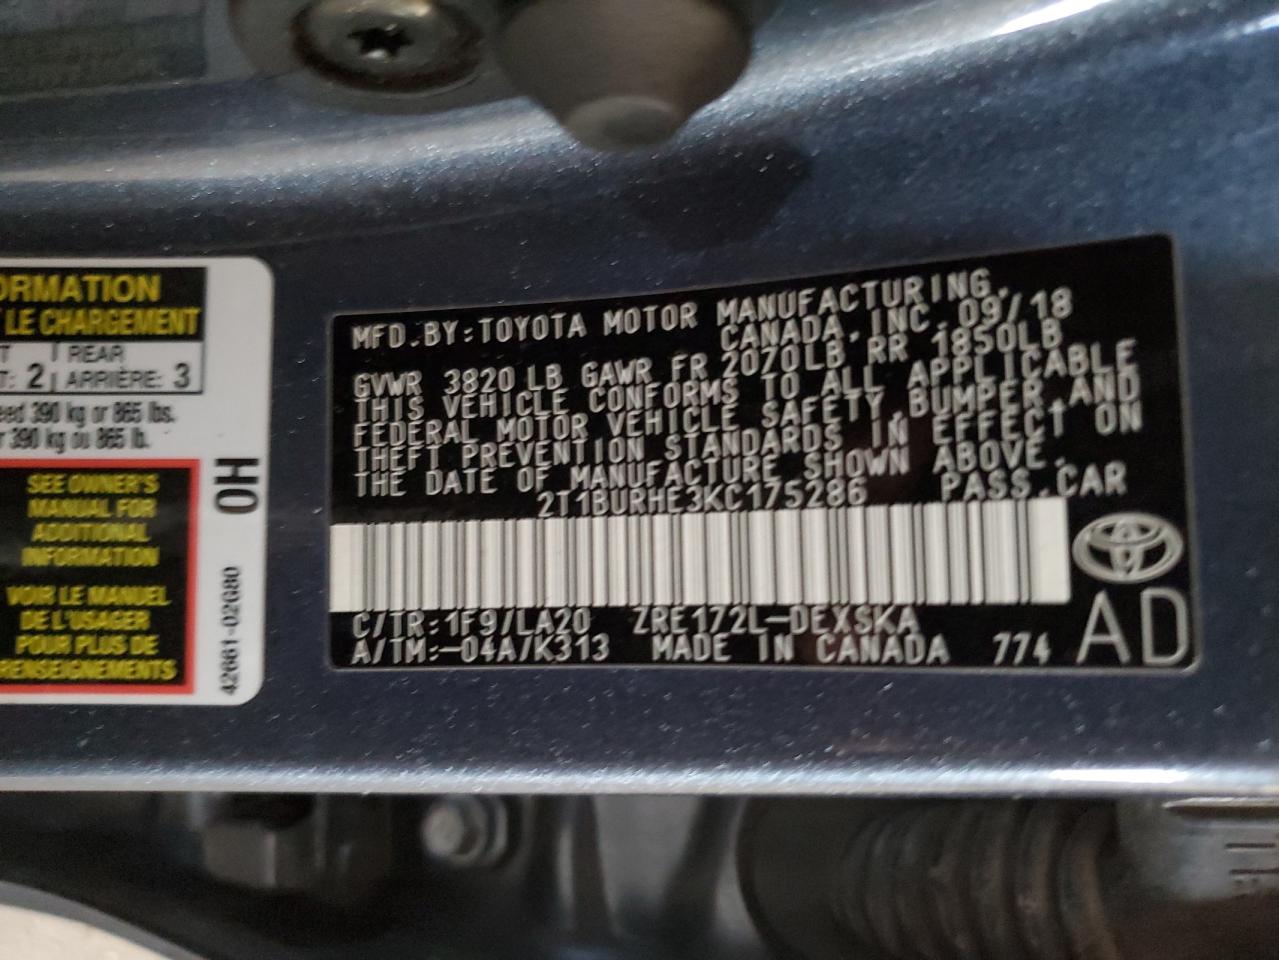 ORMATION
LE CHARGEMENT
T REAR
T: 2 ARRIÈRE: 3
eed 390 kg or 865 lbs.
r 390 kg ou 865 lb.
SEE OWNER'S
MANUAL FOR
ADDITIONAL
INFORMATION
VOIR LE MANUEL
DE L'USAGER
POUR PLUS DE
RENSEIGNEMENTS
0H
42661-02G80
MFD.BY:TOYOTA MOTOR MANUFACTURING,
CANADA,INC.09/18
GVWR 3820LB GAWR FR 2070LB RR 1850LB
THIS VEHICLE CONFORMS TO ALL APPLICABLE
FEDERAL MOTOR VEHICLE SAFETY,BUMPER,AND
THEFT PREVENTION STANDARDS IN EFFECT ON
THE DATE OF MANUFACTURE SHOWN ABOVE.
2T1BURHE3KC175286 PASS.CAR
C/TR:1F9/LA20 ZRE172L-DEXSKA
A/TM:-04A/K313 MADE IN CANADA 774
AD